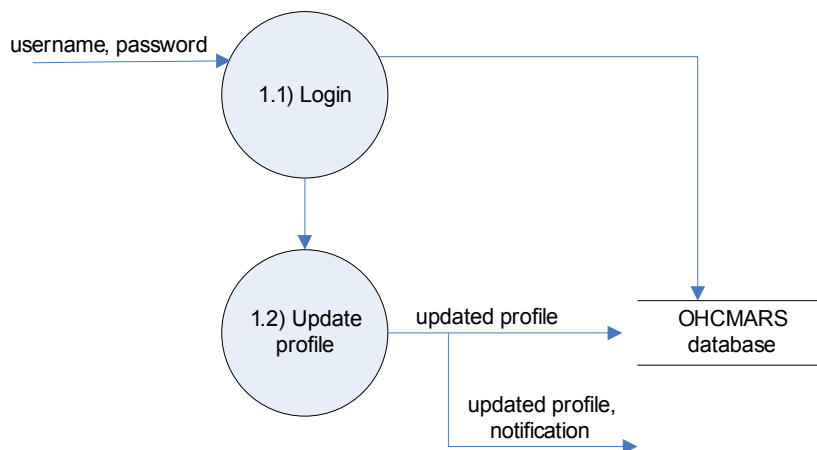 username, password
1.1) Login
1.2) Update
profile
updated profile
OHCMARS
database
updated profile,
notification